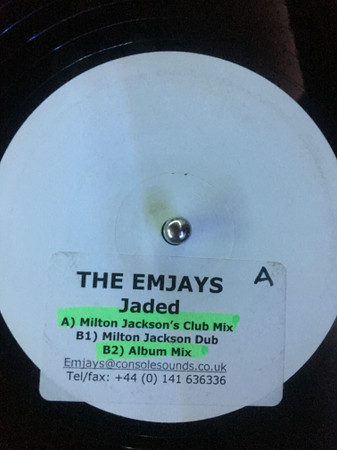 THE EMJAYS A
Jaded
A) Milton Jackson's Club Mix
B1) Milton Jackson Dub
B2) Album Mix
Emjays@consolesounds.co.uk
Tel/fax: +44 (0) 141 636336